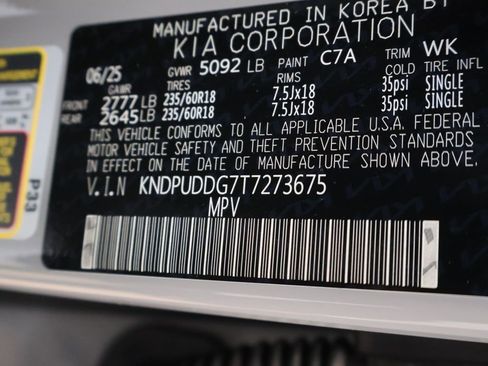 MANUFACTURED IN KOREA BY
KIA CORPORATION
06/25 GVWR 5092 LB PAINT C7A TRIM WK
GAWR TIRES RIMS COLD TIRE INFL
FRONT 2777 LB 235/60R18 7.5Jx18 35psi SINGLE
REAR 2645 LB 235/60R18 7.5Jx18 35psi SINGLE
THIS VEHICLE CONFORMS TO ALL APPLICABLE U.S.A. FEDERAL
MOTOR VEHICLE SAFETY AND THEFT PREVENTION STANDARDS
IN EFFECT ON THE DATE OF MANUFACTURE SHOWN ABOVE.
V.I.N KNDPUDDG7T7273675
MPV
P33